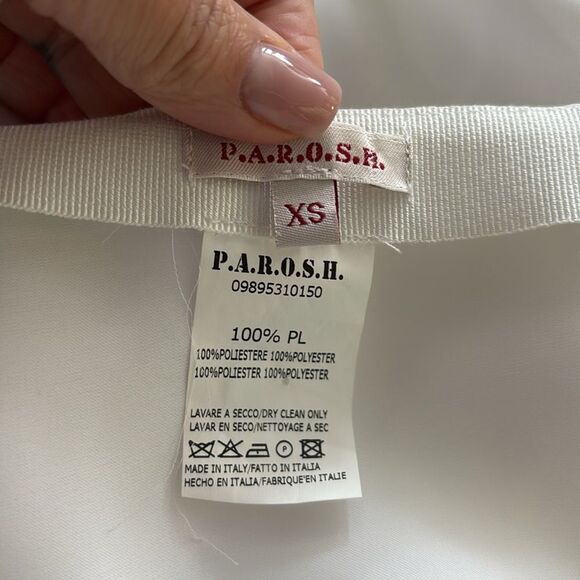 P.A.R.O.S.H.
XS
P.A.R.O.S.H.
09895310150
100% PL
100%POLIESTERE 100%POLYESTER
100%POLIESTER 100%POLYESTER
LAVARE A SECCO/DRY CLEAN ONLY
LAVAR EN SECO/NETTOYAGE A SEC
P
MADE IN ITALY/FATTO IN ITALIA
HECHO EN ITALIA/FABRIQUE'EN ITALIE